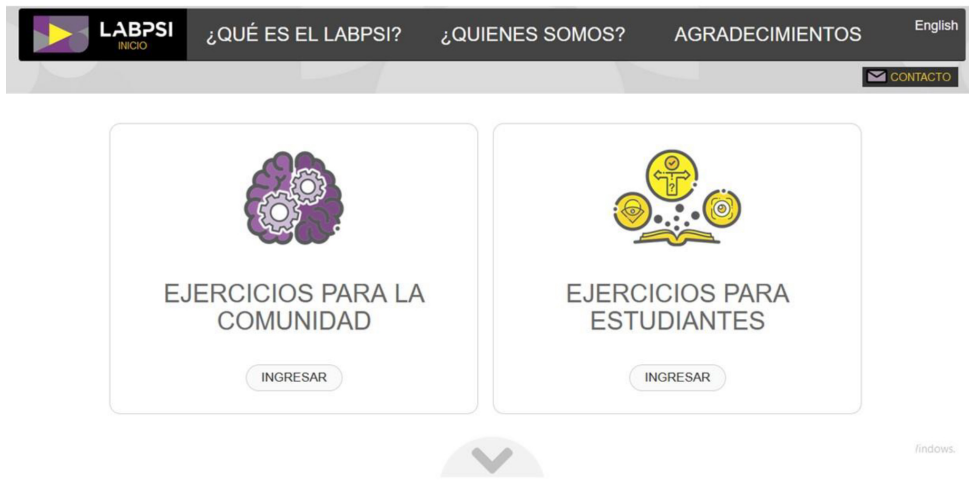 LABPSI
INICIO
¿QUÉ ES EL LABPSI?
¿QUIENES SOMOS?
AGRADECIMIENTOS
English
CONTACTO
?
EJERCICIOS PARA LA
COMUNIDAD
INGRESAR
EJERCICIOS PARA
ESTUDIANTES
INGRESAR